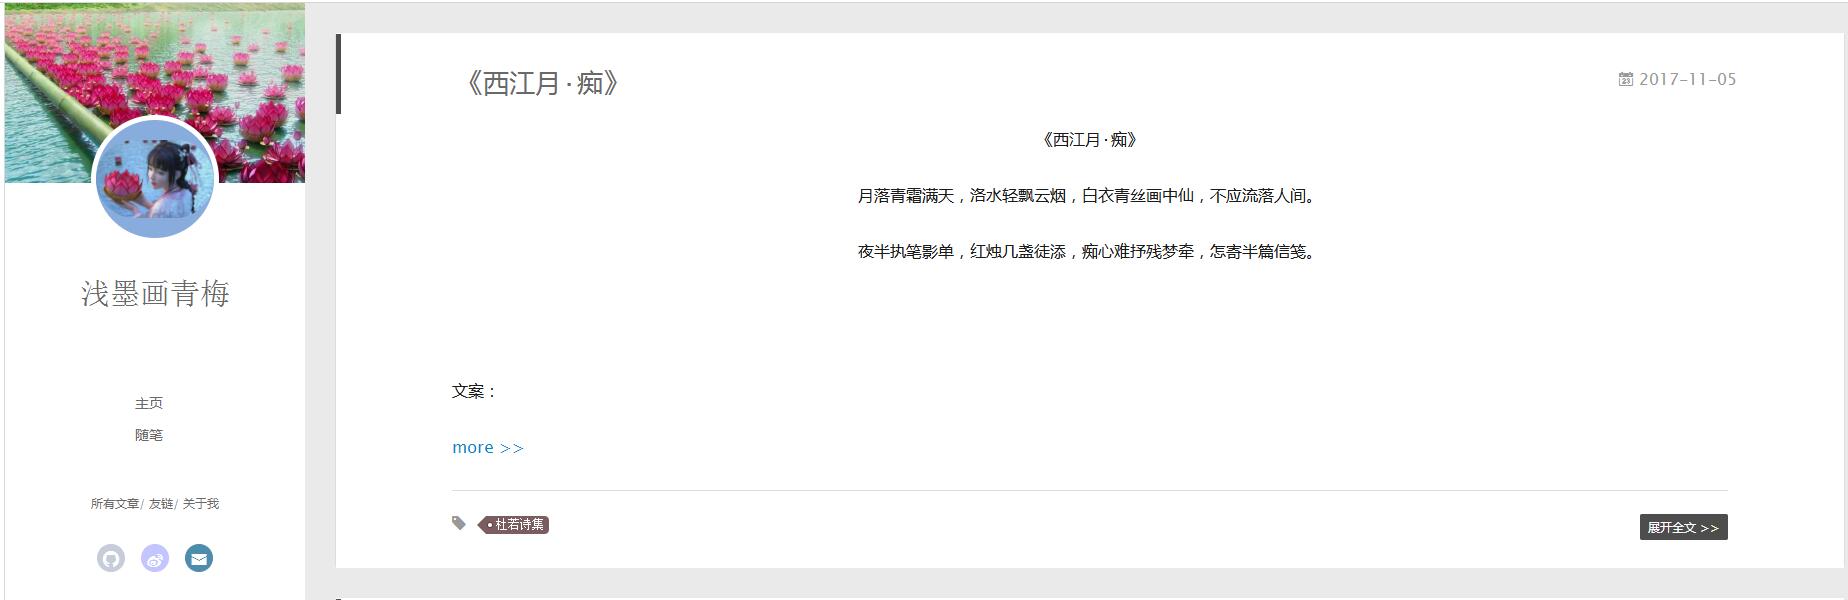 浅墨画青梅
主页
随笔
所有文章/ 友链/ 关于我
《西江月·痴》
2017-11-05
《西江月·痴》
月落青霜满天，洛水轻飘云烟，白衣青丝画中仙，不应流落人间。
夜半执笔影单，红烛几盏徒添，痴心难抒残梦牵，怎寄半篇信笺。
文案：
more >>
杜若诗集
展开全文 >>